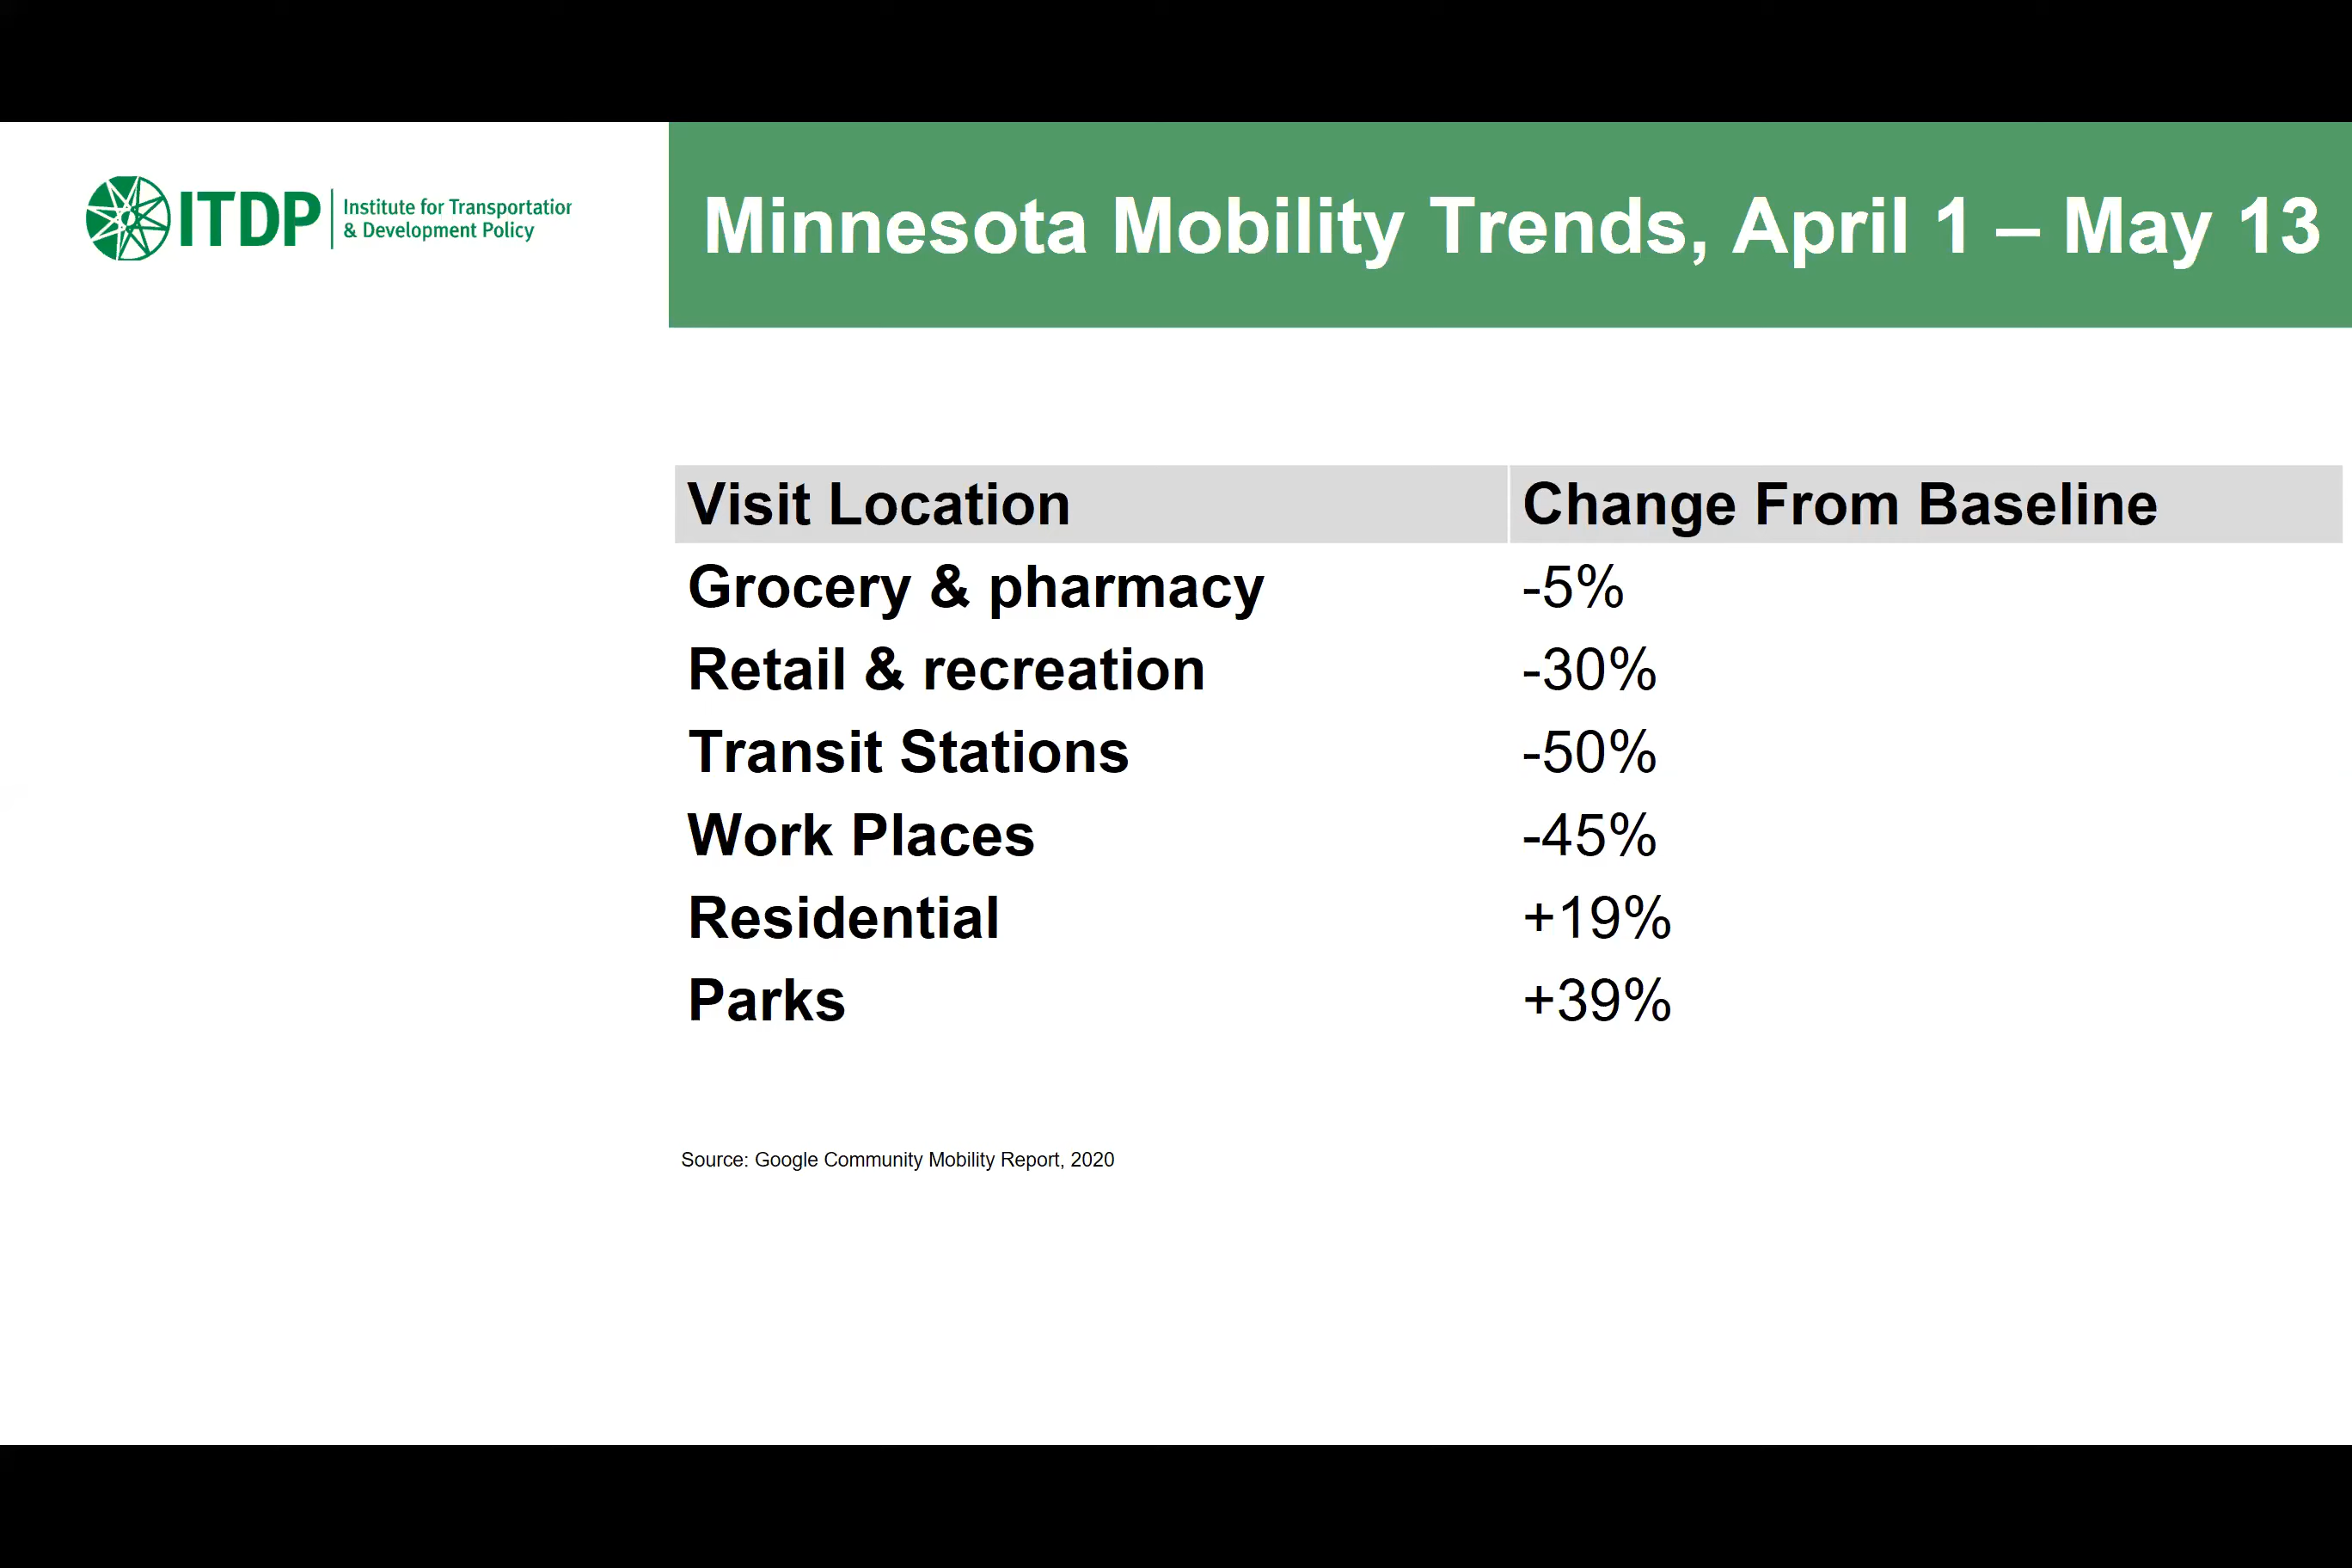 ITDP
Institute for Transportation
& Development Policy
Minnesota Mobility Trends, April 1 – May 13
Visit Location Change From Baseline
Grocery & pharmacy -5%
Retail & recreation -30%
Transit Stations -50%
Work Places -45%
Residential +19%
Parks +39%
Source: Google Community Mobility Report, 2020